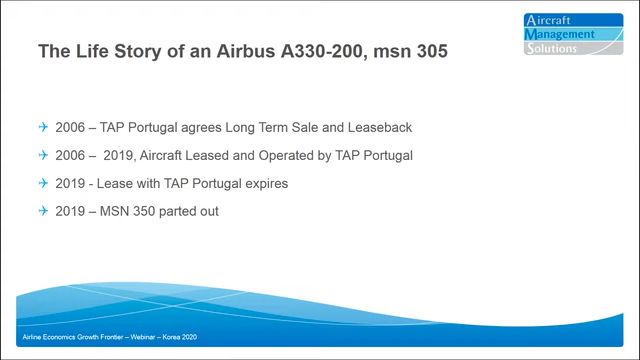 Aircraft
Management
Solutions
The Life Story of an Airbus A330-200, msn 305
2006 – TAP Portugal agrees Long Term Sale and Leaseback
2006 – 2019, Aircraft Leased and Operated by TAP Portugal
2019 - Lease with TAP Portugal expires
2019 – MSN 350 parted out
Airline Economics Growth Frontier – Webinar – Korea 2020